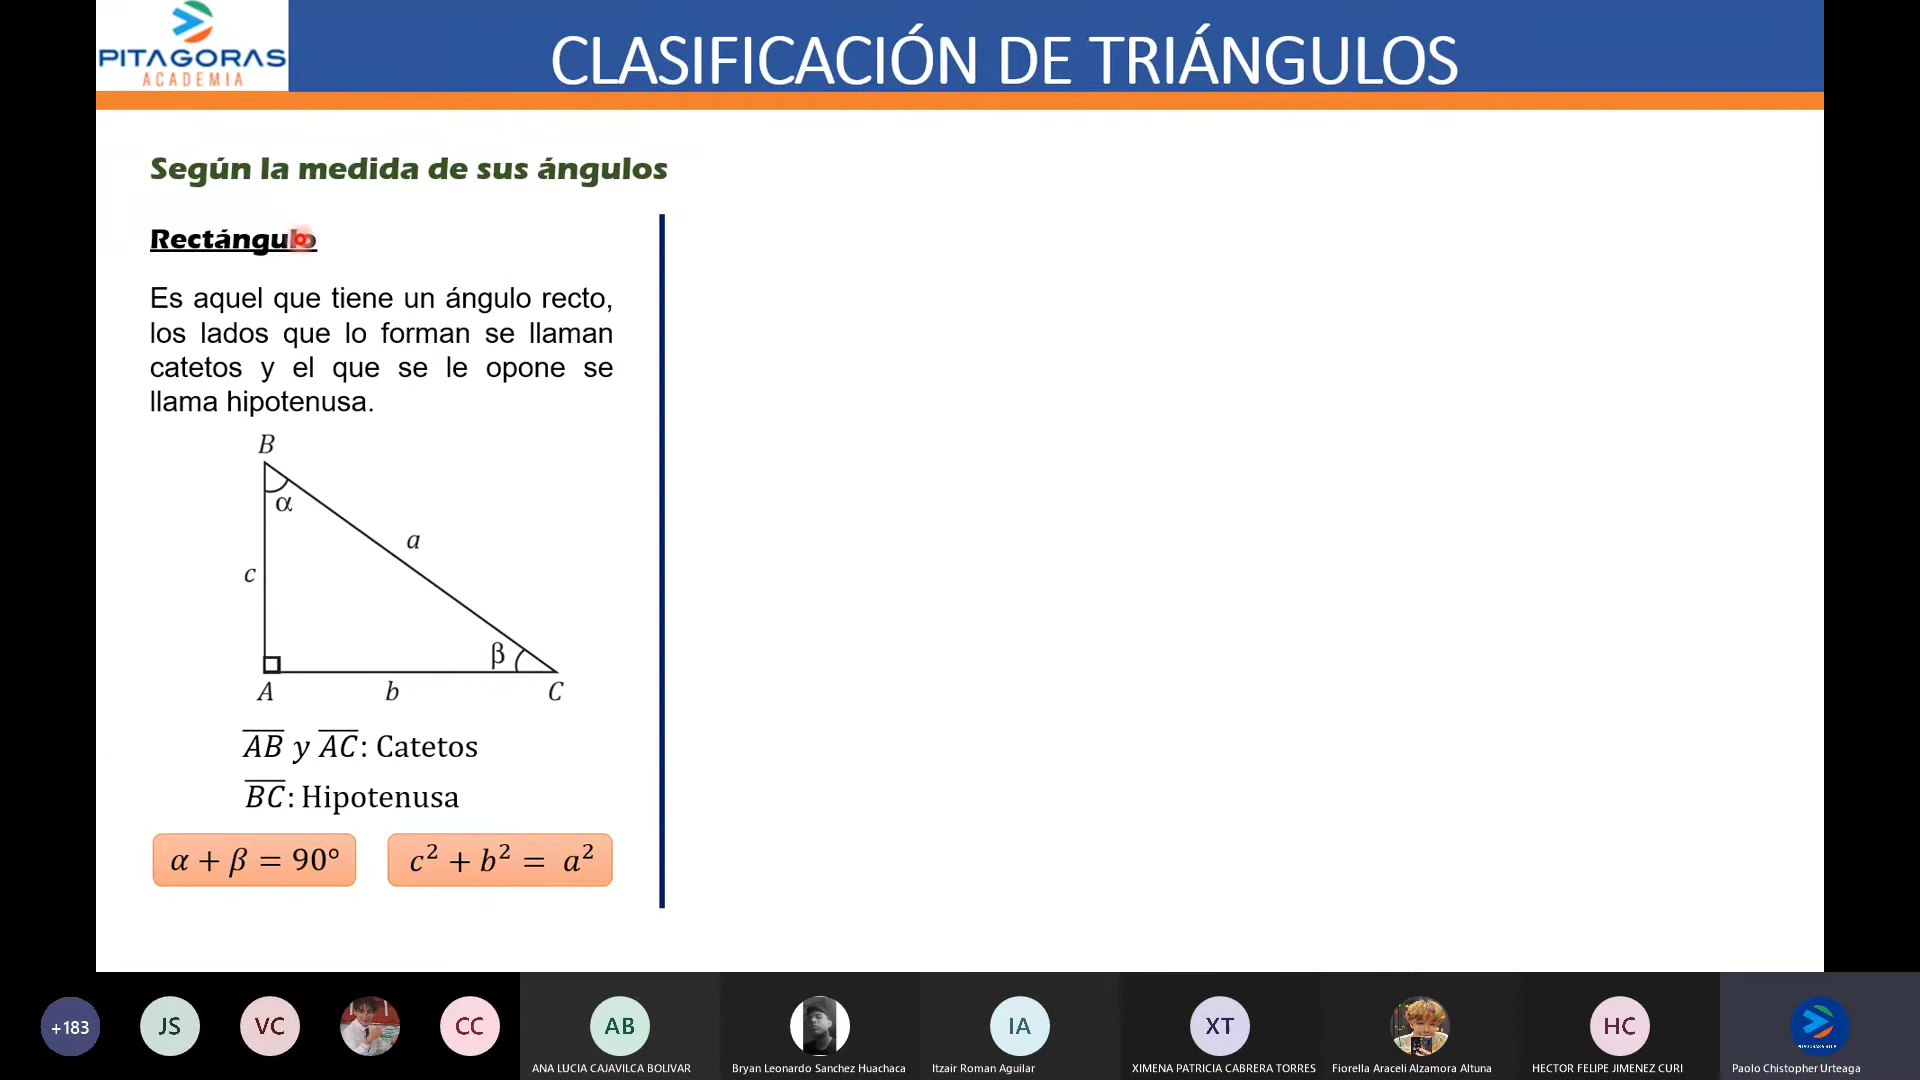 PITAGORAS
ACADEMIA
CLASIFICACIÓN DE TRIÁNGULOS
Según la medida de sus ángulos
Rectángulo
Es aquel que tiene un ángulo recto,
los lados que lo forman se llaman
catetos y el que se le opone se
llama hipotenusa.
B
α
a
c
β
A
b
C
A̅B̅ y A̅C̅: Catetos
B̅C̅: Hipotenusa
α + β = 90°
c² + b² = a²
+183
JS
VC
CC
AB
IA
XT
HC
ANA LUCIA CAJAVILCA BOLIVAR
Bryan Leonardo Sanchez Huachaca
Itzair Roman Aguilar
XIMENA PATRICIA CABRERA TORRES
Fiorella Araceli Alzamora Altuna
HECTOR FELIPE JIMENEZ CURI
Paolo Chistopher Urteaga